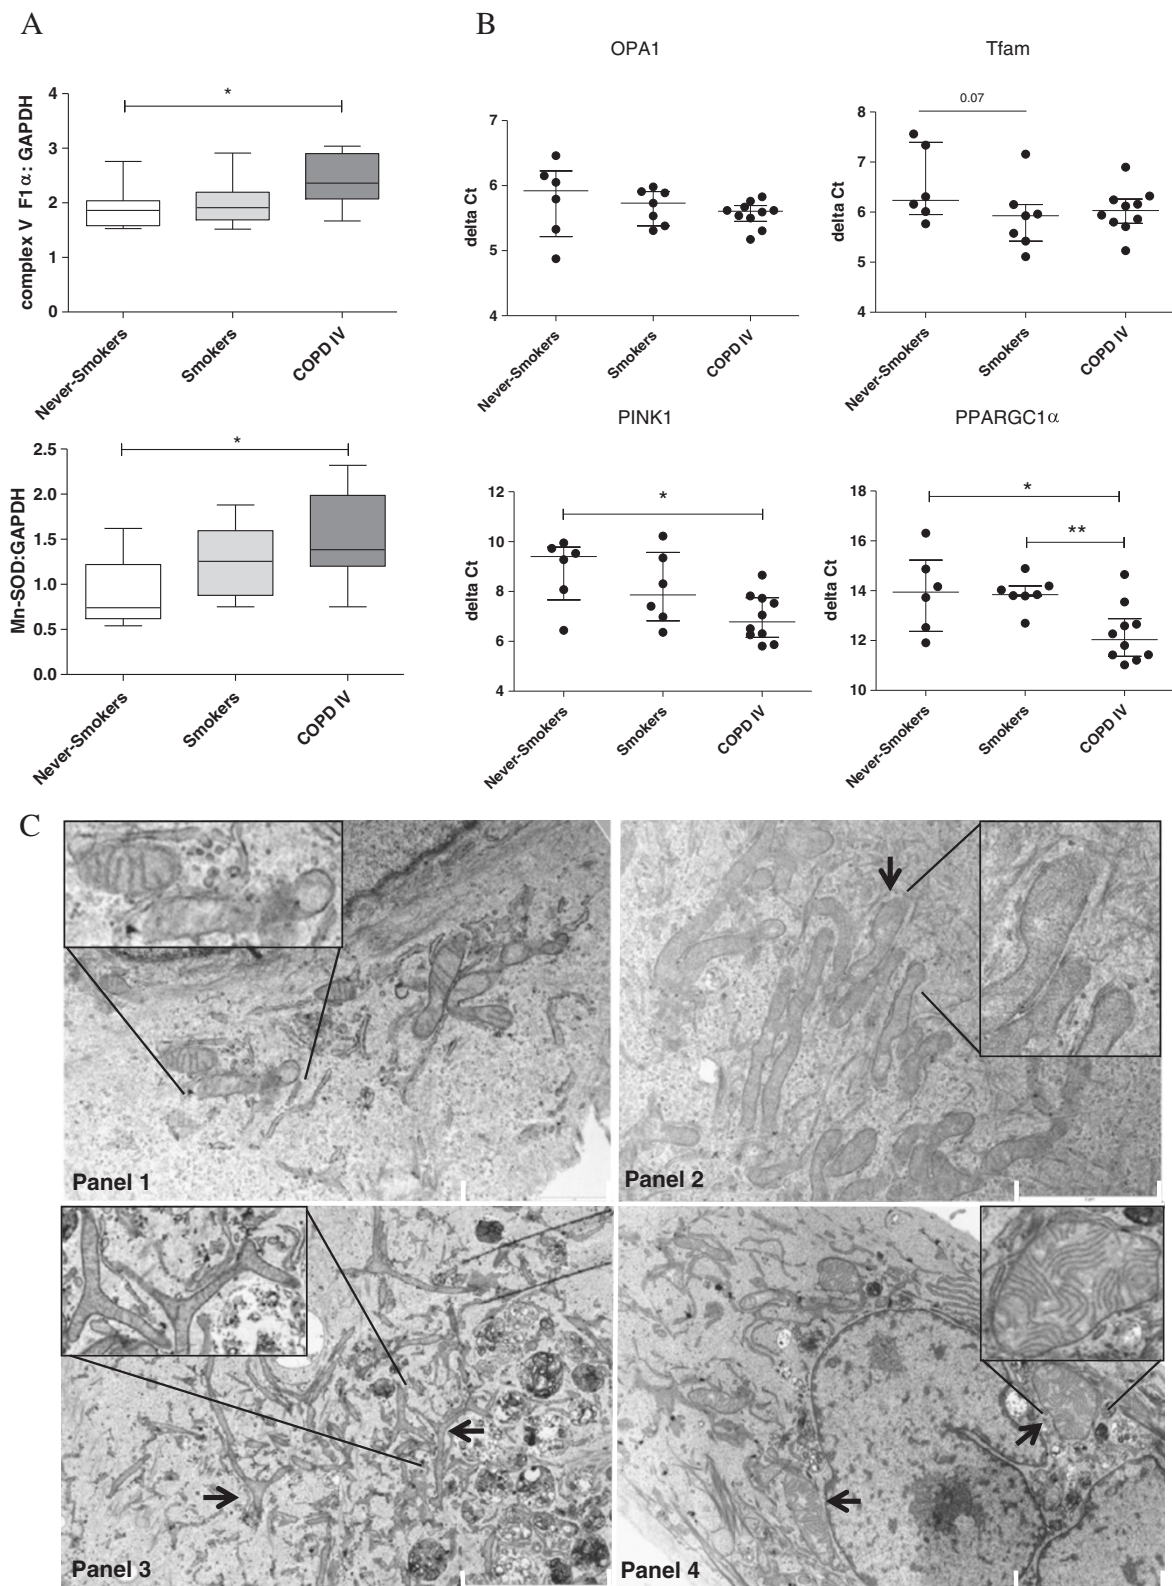 A
complex V F1α: GAPDH
4
3
2
1
0
*
Never-Smokers
Smokers
COPD IV
Mn-SOD:GAPDH
2.5
2.0
1.5
1.0
0.5
0.0
*
Never-Smokers
Smokers
COPD IV
B
OPA1
delta Ct
7
6
5
4
Never-Smokers
Smokers
COPD IV
Tfam
delta Ct
8
7
6
5
4
0.07
Never-Smokers
Smokers
COPD IV
PINK1
delta Ct
12
10
8
6
4
*
Never-Smokers
Smokers
COPD IV
PPARGC1α
delta Ct
18
16
14
12
10
*
**
Never-Smokers
Smokers
COPD IV
C
Panel 1
Panel 2
Panel 3
Panel 4